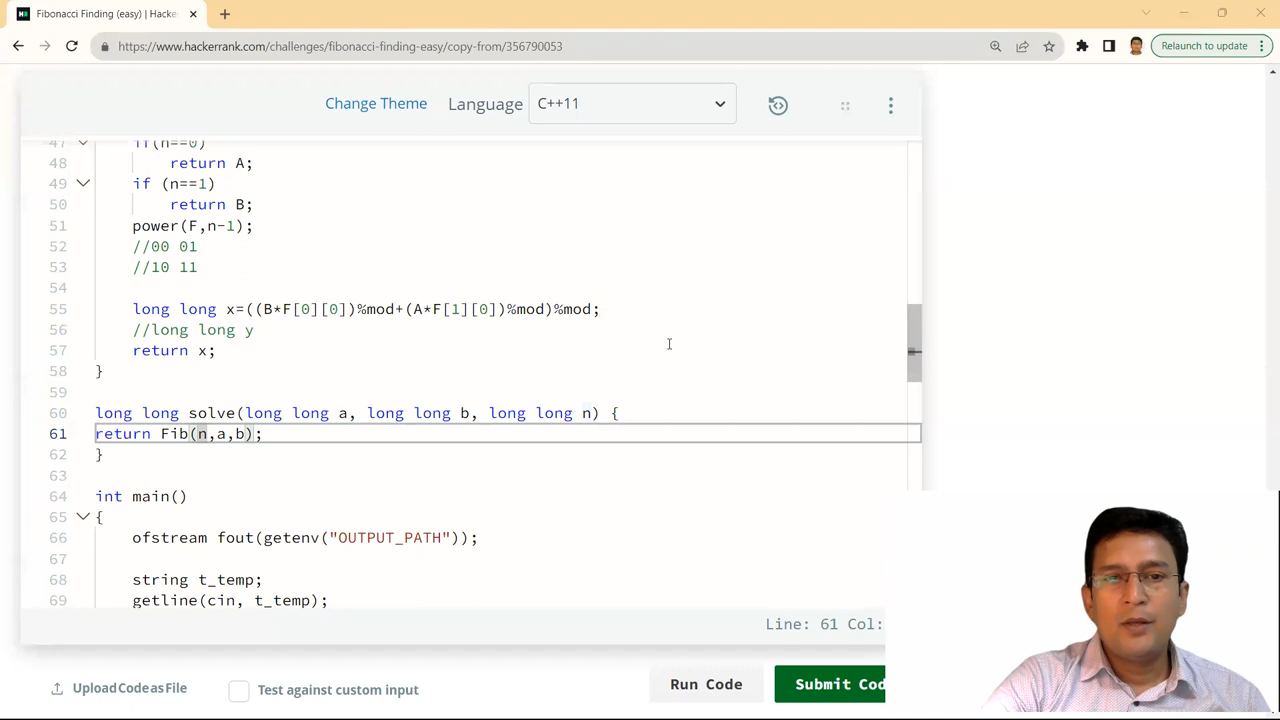 Fibonacci Finding (easy) | Hacker
https://www.hackerrank.com/challenges/fibonacci-finding-easy/copy-from/356790053
Relaunch to update
Change Theme
Language
C++11
47 if(n==0)
48 return A;
49 if (n==1)
50 return B;
51 power(F,n-1);
52 //00 01
53 //10 11
54
55 long long x=((B*F[0][0])%mod+(A*F[1][0])%mod)%mod;
56 //long long y
57 return x;
58 }
59
60 long long solve(long long a, long long b, long long n) {
61 return Fib(n,a,b);
62 }
63
64 int main()
65 {
66 ofstream fout(getenv("OUTPUT_PATH"));
67
68 string t_temp;
69 getline(cin, t_temp);
Line: 61 Col:
Upload Code as File
Test against custom input
Run Code
Submit Cod